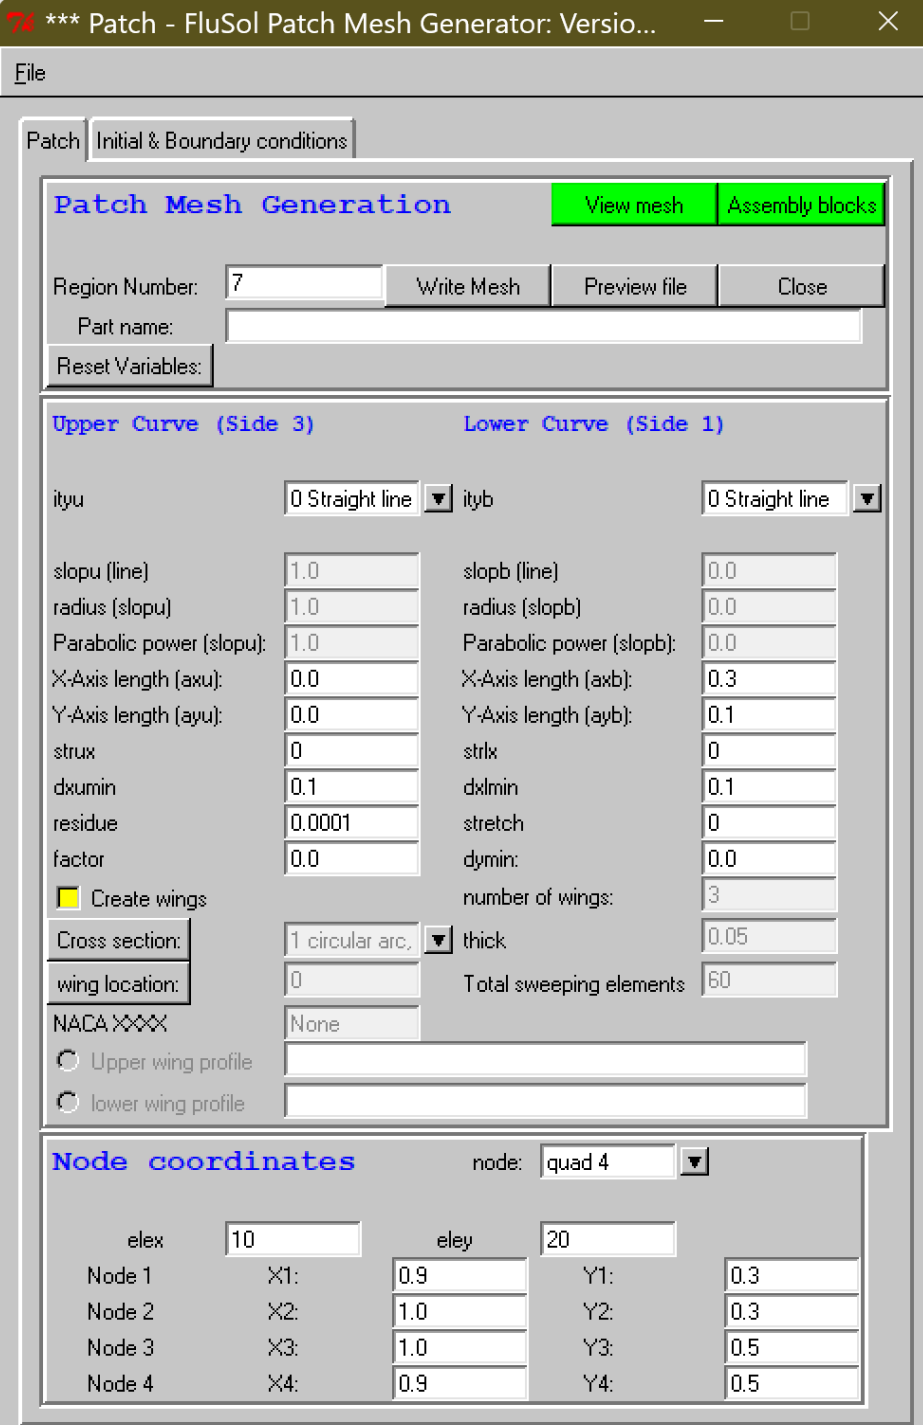 *** Patch - FluSol Patch Mesh Generator: Versio...
File
Patch Initial & Boundary conditions
Patch Mesh Generation View mesh Assembly blocks
Region Number: 7 Write Mesh Preview file Close
Part name:
Reset Variables:
Upper Curve (Side 3) Lower Curve (Side 1)
ityu 0 Straight line ityb 0 Straight line
slopu (line) 1.0 slopb (line) 0.0
radius (slopu) 1.0 radius (slopb) 0.0
Parabolic power (slopu): 1.0 Parabolic power (slopb): 0.0
X-Axis length (axu): 0.0 X-Axis length (axb): 0.3
Y-Axis length (ayu): 0.0 Y-Axis length (ayb): 0.1
strux 0 strlx 0
dxumin 0.1 dxlmin 0.1
residue 0.0001 stretch 0
factor 0.0 dymin: 0.0
Create wings number of wings: 3
Cross section: 1 circular arc, thick 0.05
wing location: 0 Total sweeping elements 60
NACA XXXX None
Upper wing profile
lower wing profile
Node coordinates node: quad 4
elex 10 eley 20
Node 1 X1: 0.9 Y1: 0.3
Node 2 X2: 1.0 Y2: 0.3
Node 3 X3: 1.0 Y3: 0.5
Node 4 X4: 0.9 Y4: 0.5